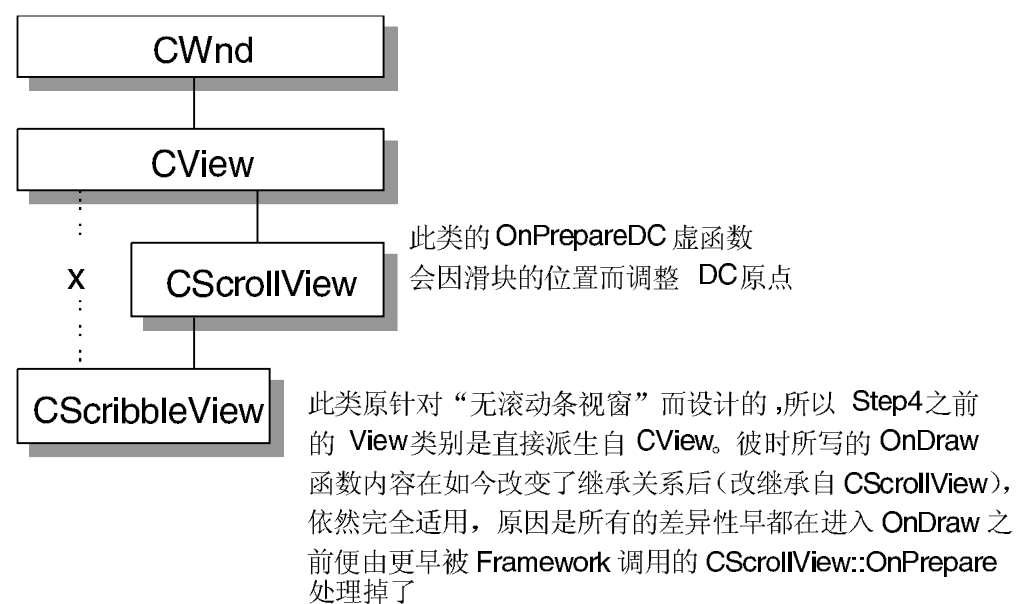 CWnd
CView
此类的 OnPrepareDC 虚函数
会因滑块的位置而调整 DC原点
X
CScrollView
CScribbleView
此类原针对“无滚动条视窗”而设计的,所以 Step4之前
的 View类别是直接派生自 CView。彼时所写的 OnDraw
函数内容在如今改变了继承关系后(改继承自 CScrollView),
依然完全适用，原因是所有的差异性早都在进入 OnDraw 之
前便由更早被 Framework 调用的 CScrollView::OnPrepare
处理掉了